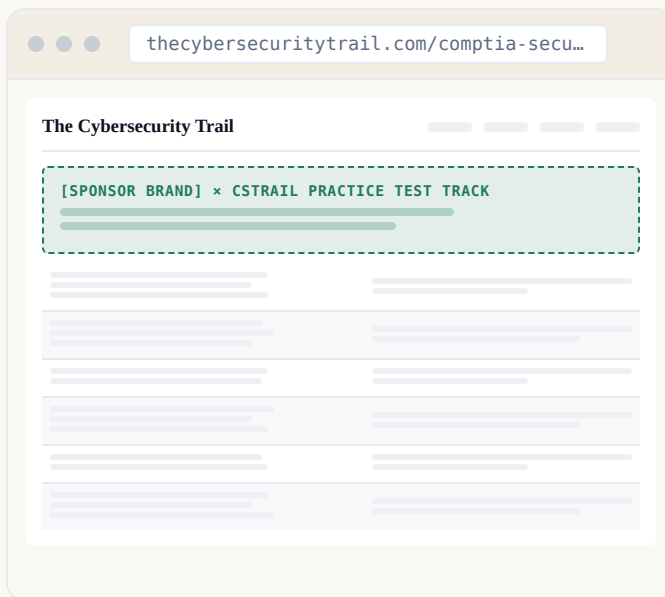 thecybersecuritytrail.com/comptia-secu…
The Cybersecurity Trail
[SPONSOR BRAND] × CSTRAIL PRACTICE TEST TRACK